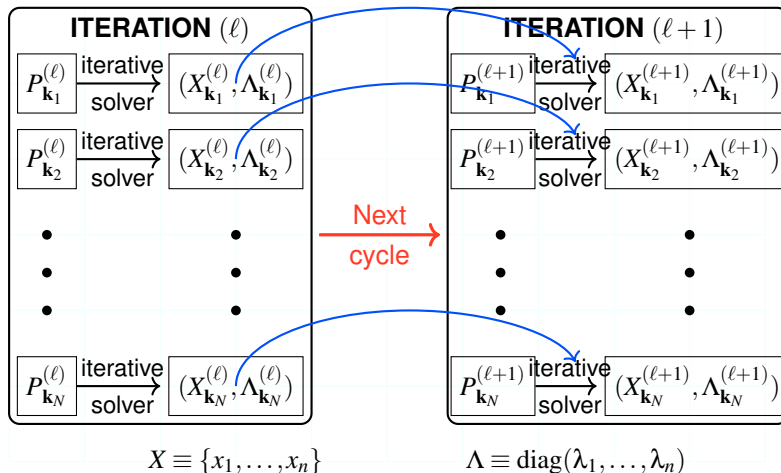 ITERATION (ℓ)
P_{k_1}^{(ℓ)} iterative solver (X_{k_1}^{(ℓ)}, Λ_{k_1}^{(ℓ)})
P_{k_2}^{(ℓ)} iterative solver (X_{k_2}^{(ℓ)}, Λ_{k_2}^{(ℓ)})
P_{k_N}^{(ℓ)} iterative solver (X_{k_N}^{(ℓ)}, Λ_{k_N}^{(ℓ)})
Next
cycle
ITERATION (ℓ+1)
P_{k_1}^{(ℓ+1)} iterative solver (X_{k_1}^{(ℓ+1)}, Λ_{k_1}^{(ℓ+1)})
P_{k_2}^{(ℓ+1)} iterative solver (X_{k_2}^{(ℓ+1)}, Λ_{k_2}^{(ℓ+1)})
P_{k_N}^{(ℓ+1)} iterative solver (X_{k_N}^{(ℓ+1)}, Λ_{k_N}^{(ℓ+1)})
X ≡ {x_1,...,x_n}
Λ ≡ diag(λ_1,...,λ_n)